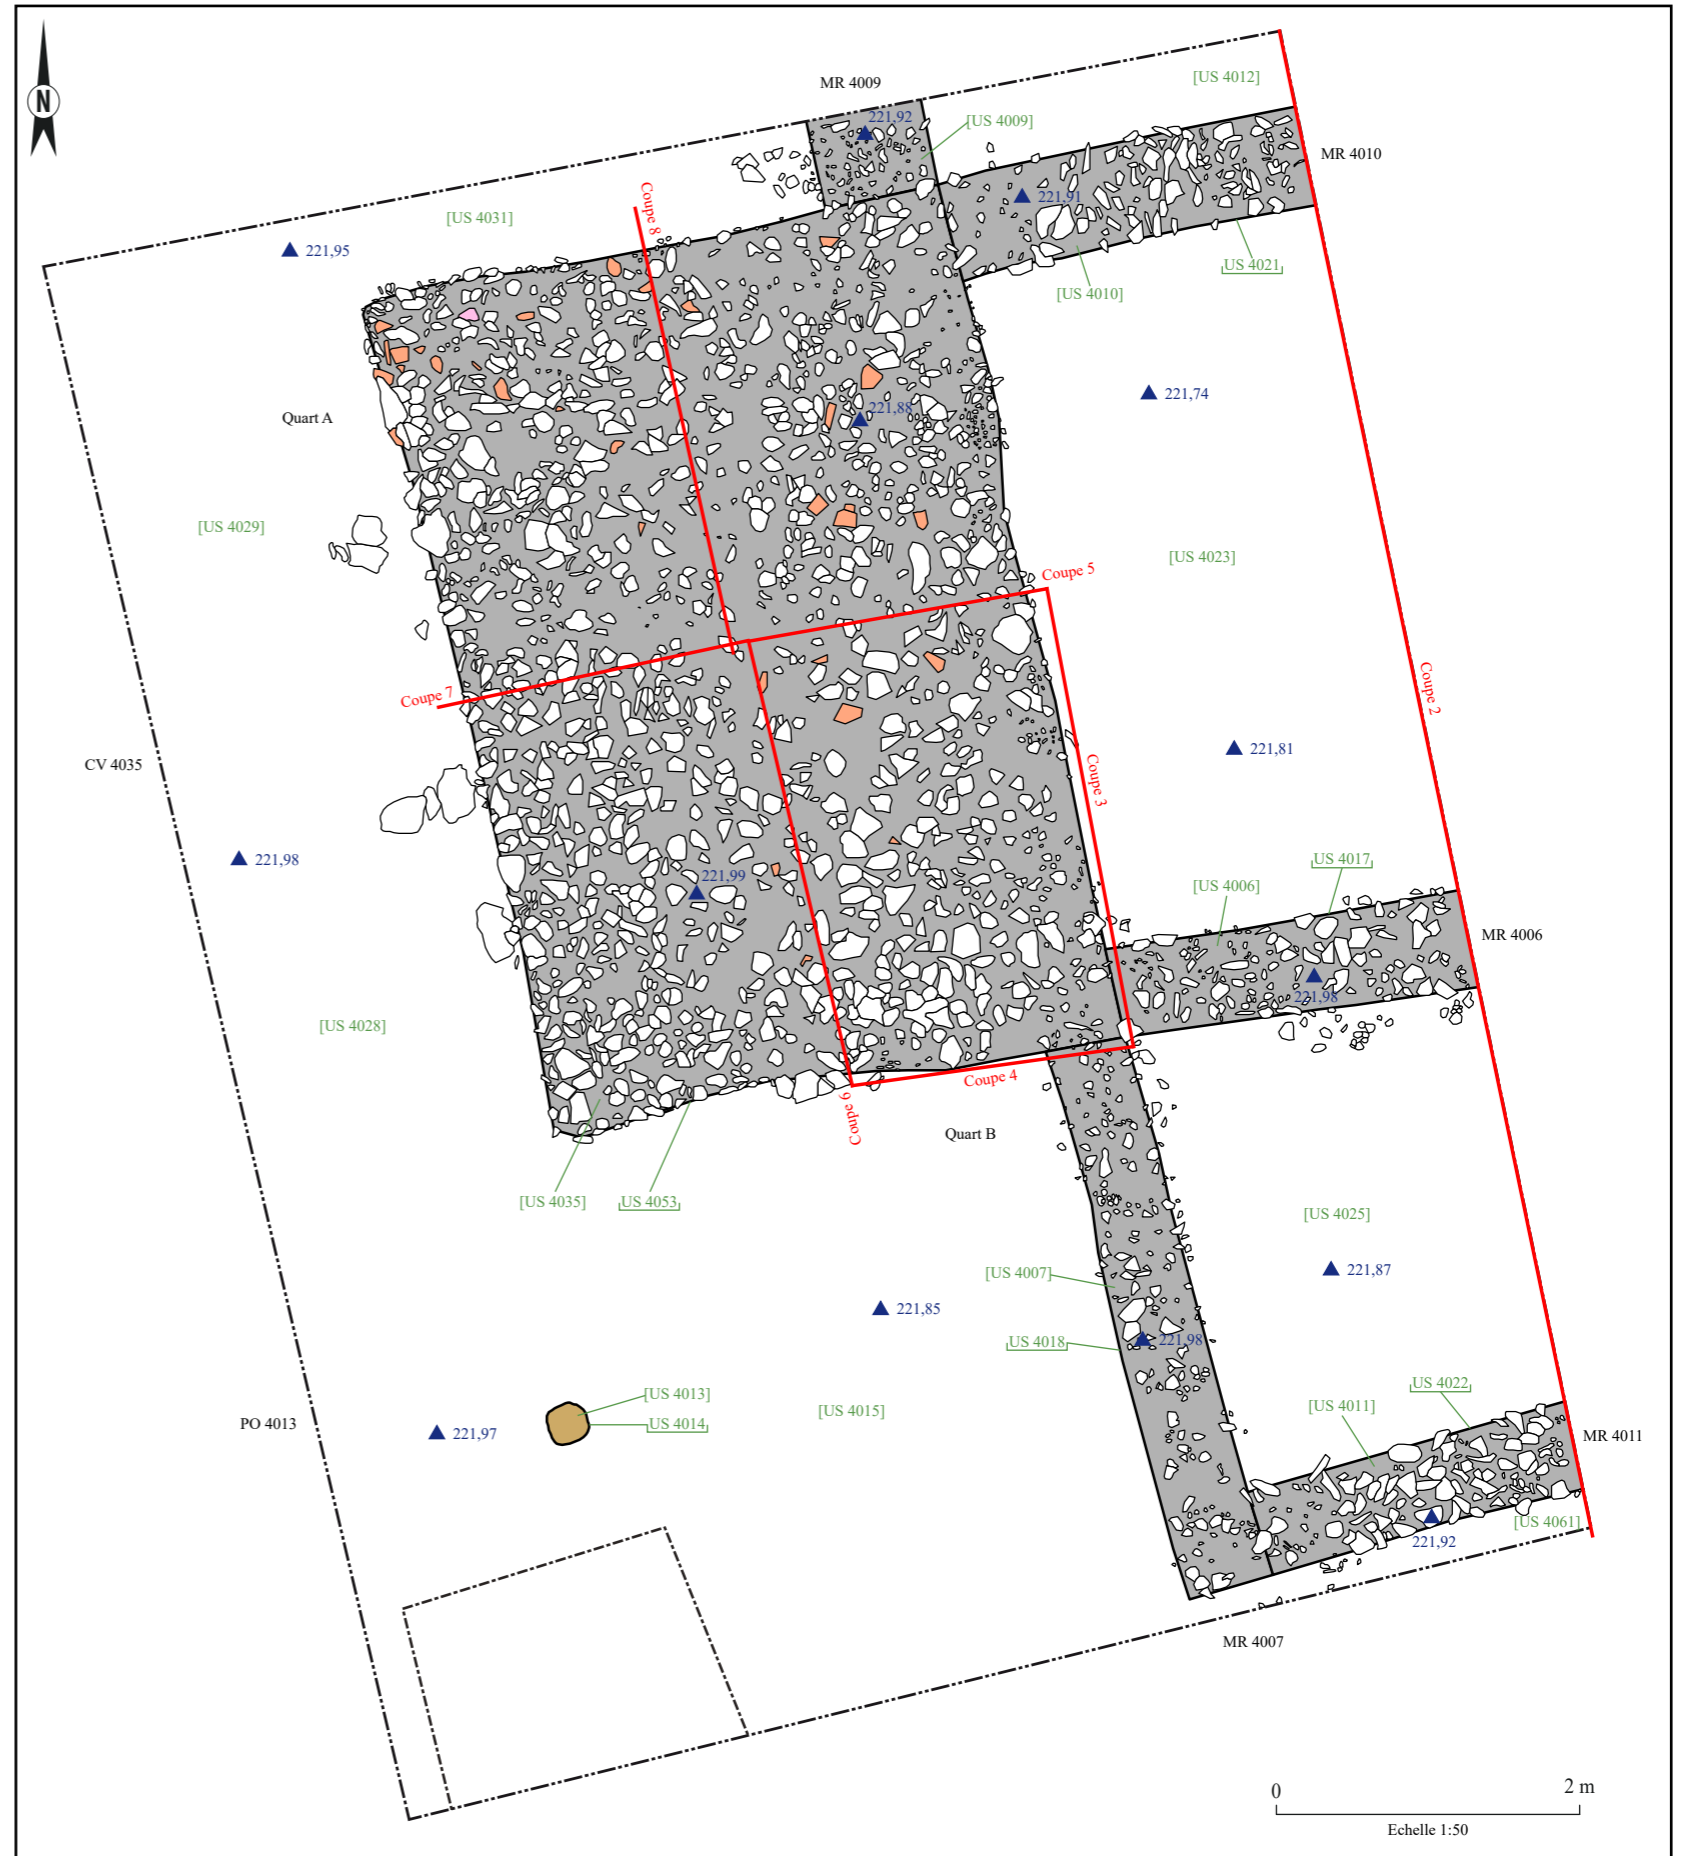 N
MR 4009
[US 4012]
221,92
[US 4009]
MR 4010
Coupe 8
221,91
[US 4031]
221,95
US 4021
[US 4010]
221,74
221,88
Quart A
[US 4029]
[US 4023]
Coupe 5
Coupe 7
Coupe 2
221,81
CV 4035
Coupe 3
221,98
US 4017
221,99
[US 4006]
MR 4006
221,98
[US 4028]
Coupe 4
Coupe 6
Quart B
[US 4035]
US 4053
[US 4025]
[US 4007]
221,87
221,85
US 4018
221,98
US 4022
[US 4013]
[US 4011]
[US 4015]
PO 4013
US 4014
221,97
MR 4011
[US 4061]
221,92
MR 4007
0
2 m
Echelle 1:50